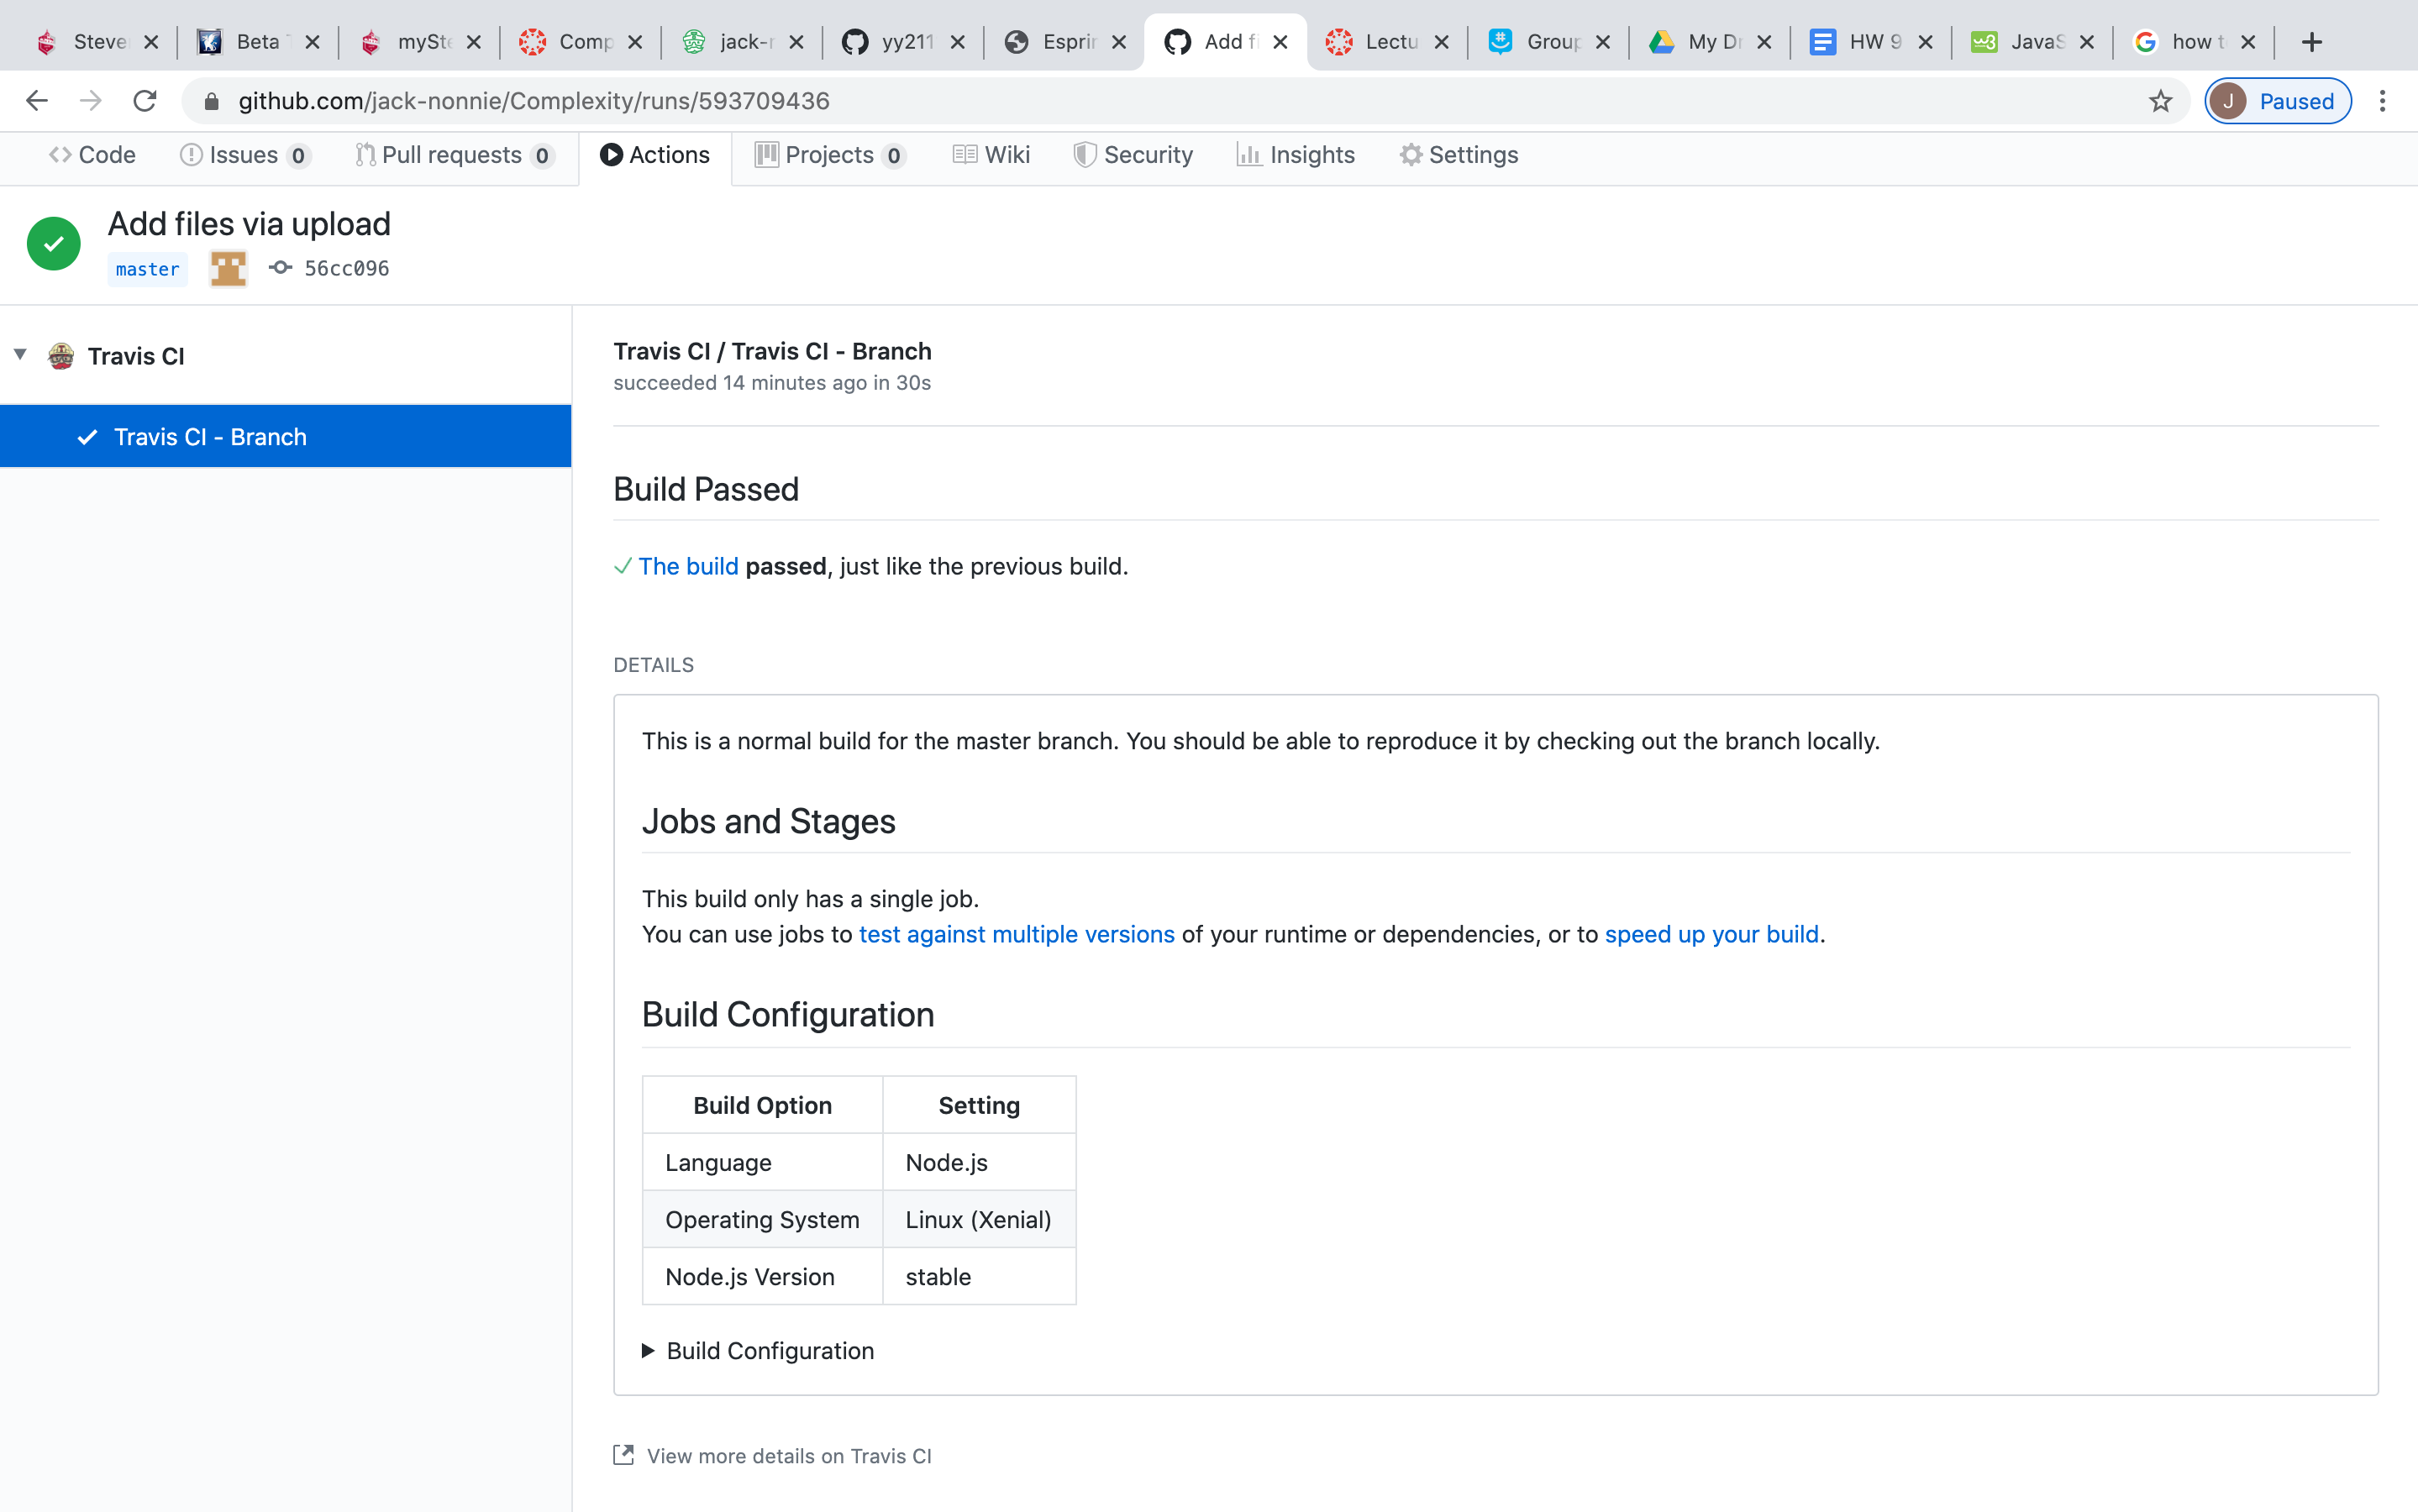 Steve Beta mySt Comp jack- yy211 Espri Add f Lectu Group My D HW 9 JavaS how t
github.com/jack-nonnie/Complexity/runs/593709436 J Paused
Code Issues 0 Pull requests 0 Actions Projects 0 Wiki Security Insights Settings
Add files via upload
master 56cc096
Travis CI
Travis CI - Branch
Travis CI / Travis CI - Branch
succeeded 14 minutes ago in 30s
Build Passed
The build passed, just like the previous build.
DETAILS
This is a normal build for the master branch. You should be able to reproduce it by checking out the branch locally.
Jobs and Stages
This build only has a single job.
You can use jobs to test against multiple versions of your runtime or dependencies, or to speed up your build.
Build Configuration
Build Option Setting
Language Node.js
Operating System Linux (Xenial)
Node.js Version stable
Build Configuration
View more details on Travis CI